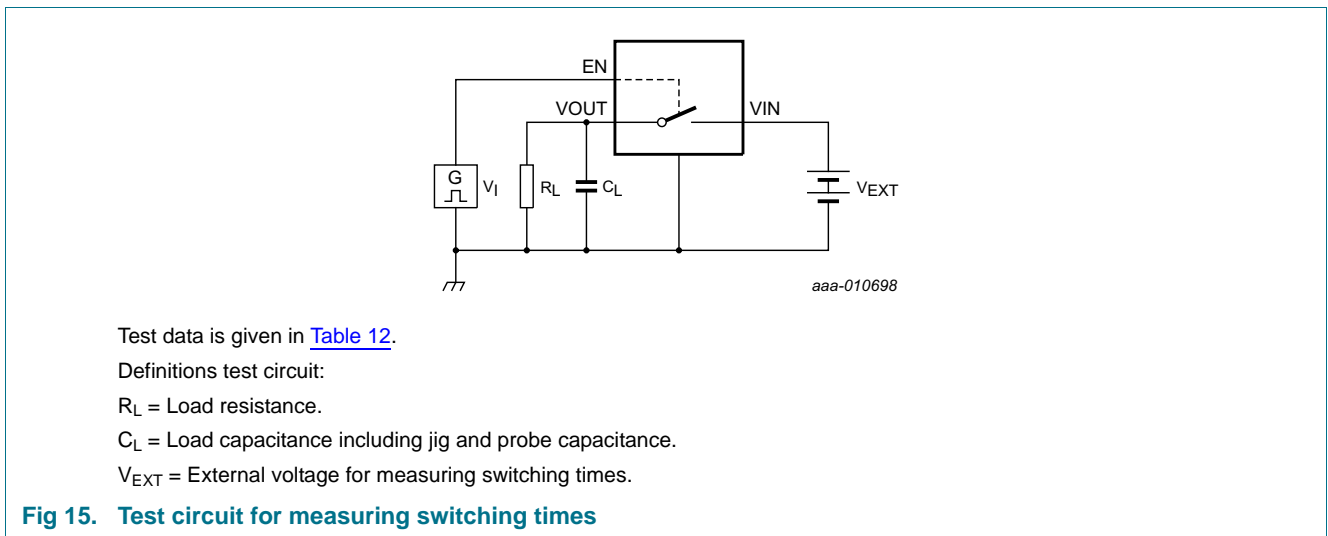 EN
VOUT
VIN
G
VI
RL
CL
VEXT
aaa-010698
Test data is given in Table 12.
Definitions test circuit:
RL = Load resistance.
CL = Load capacitance including jig and probe capacitance.
VEXT = External voltage for measuring switching times.
Fig 15. Test circuit for measuring switching times